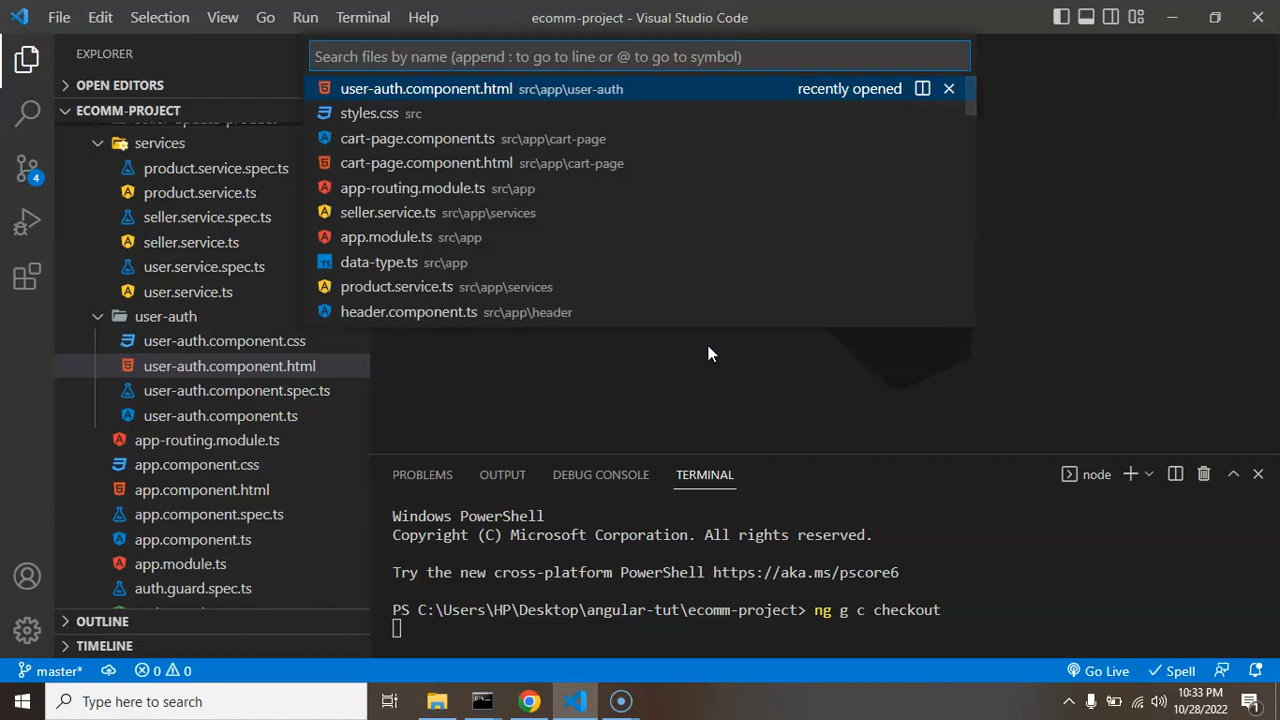 File Edit Selection View Go Run Terminal Help ecomm-project - Visual Studio Code
EXPLORER
Search files by name (append : to go to line or @ to go to symbol)
OPEN EDITORS
ECOMM-PROJECT
services
product.service.spec.ts
product.service.ts
seller.service.spec.ts
seller.service.ts
user.service.spec.ts
user.service.ts
user-auth
user-auth.component.css
user-auth.component.html
user-auth.component.spec.ts
user-auth.component.ts
app-routing.module.ts
app.component.css
app.component.html
app.component.spec.ts
app.component.ts
app.module.ts
auth.guard.spec.ts
OUTLINE
TIMELINE
4
user-auth.component.html src\app\user-auth recently opened
styles.css src
cart-page.component.ts src\app\cart-page
cart-page.component.html src\app\cart-page
app-routing.module.ts src\app
seller.service.ts src\app\services
app.module.ts src\app
data-type.ts src\app
product.service.ts src\app\services
header.component.ts src\app\header
PROBLEMS OUTPUT DEBUG CONSOLE TERMINAL node
Windows PowerShell
Copyright (C) Microsoft Corporation. All rights reserved.
Try the new cross-platform PowerShell https://aka.ms/pscore6
PS C:\Users\HP\Desktop\angular-tut\ecomm-project> ng g c checkout
master* 0 0 Go Live Spell
Type here to search
10:33 PM
10/28/2022
1